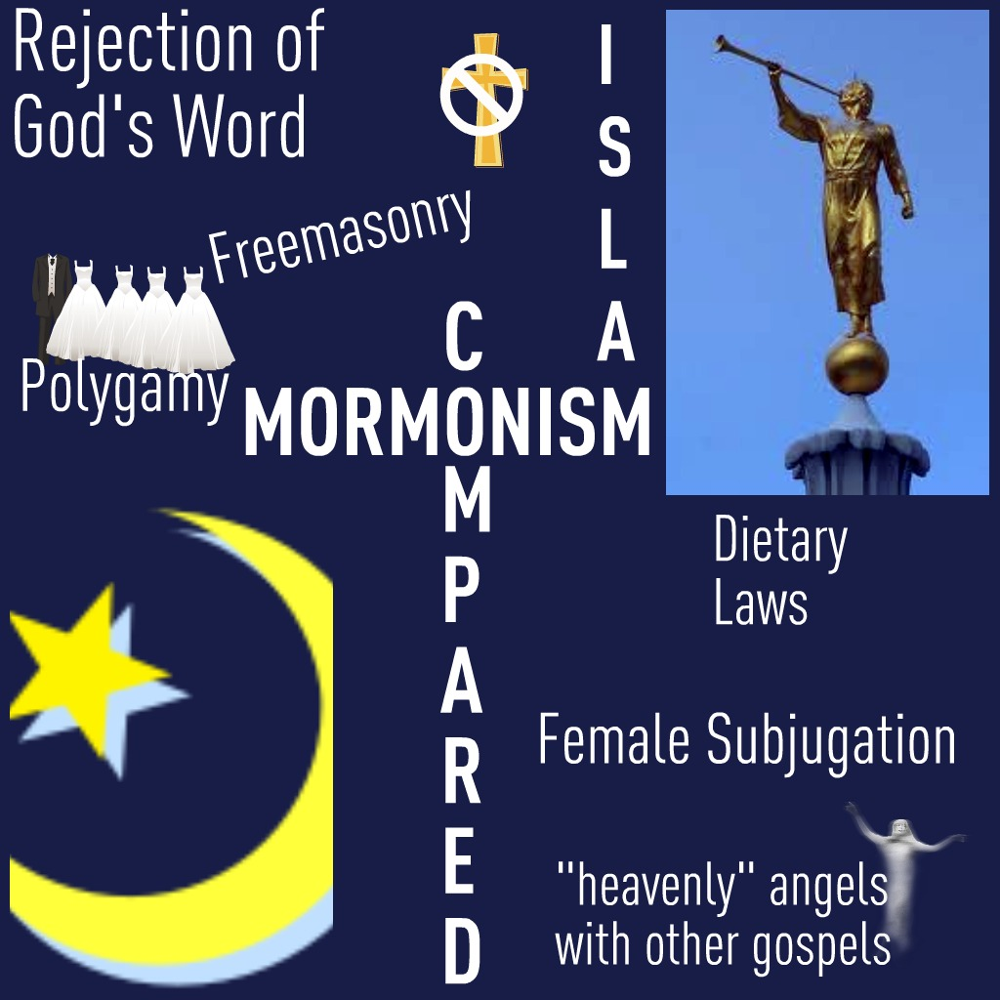 Rejection of
God's Word
Freemasonry
Polygamy
ISLAM
MORMONISM
COMPARED
Dietary
Laws
Female Subjugation
"heavenly" angels
with other gospels